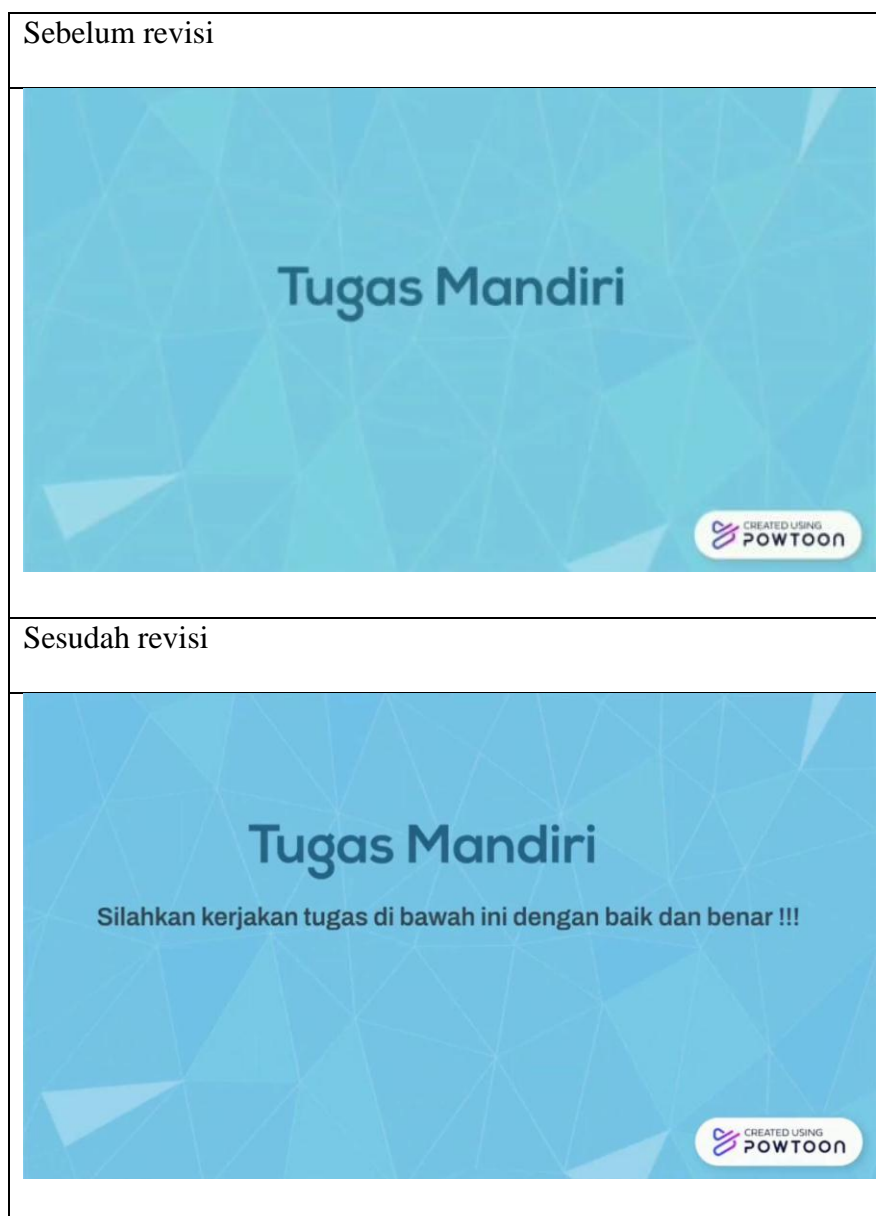 Sebelum revisi
Tugas Mandiri
CREATED USING
POWTOON
Sesudah revisi
Tugas Mandiri
Silahkan kerjakan tugas di bawah ini dengan baik dan benar !!!
CREATED USING
POWTOON